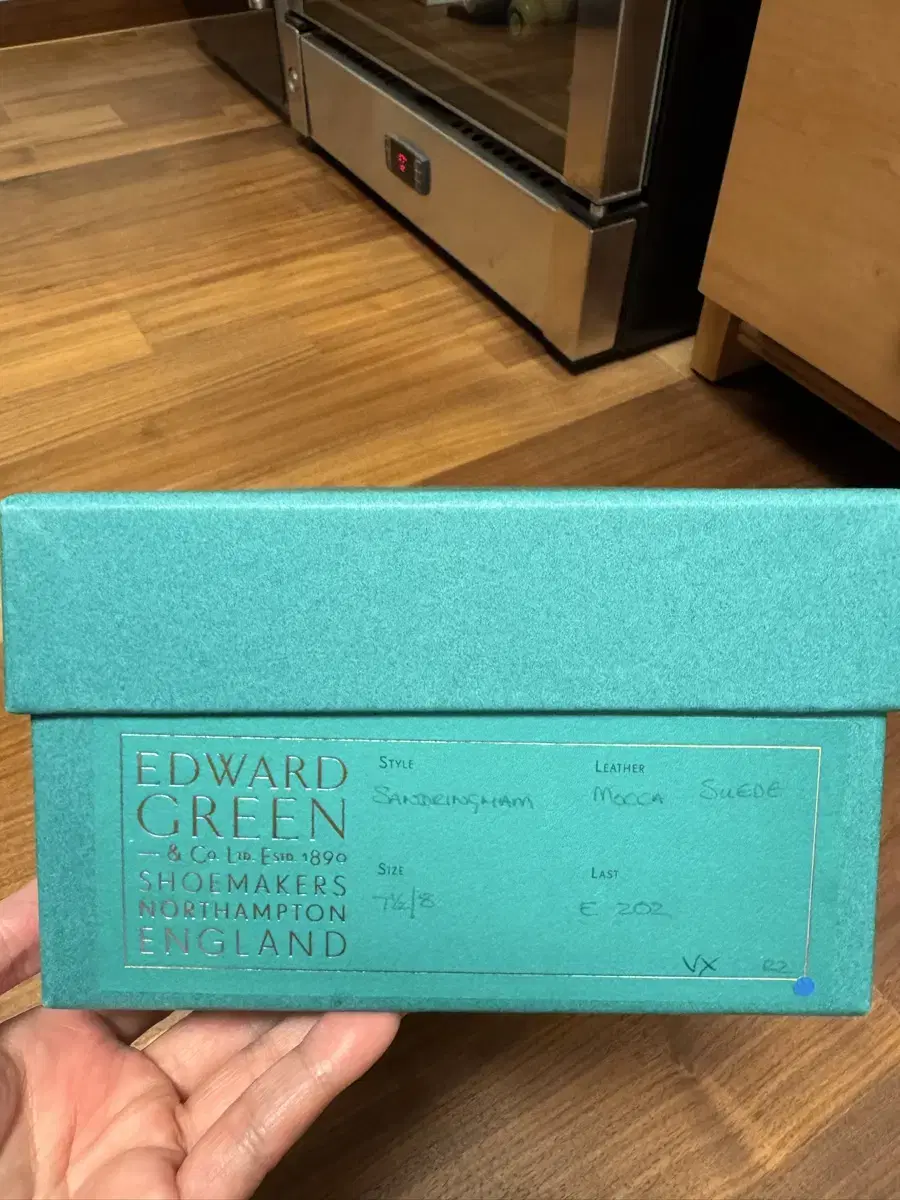 EDWARD
GREEN
— & Co. Ltd. Estd. 1890
SHOEMAKERS
NORTHAMPTON
ENGLAND
STYLE
SANDRINGHAM
LEATHER
MOCCA SUEDE
SIZE
7½/8
LAST
E 202
VX R2